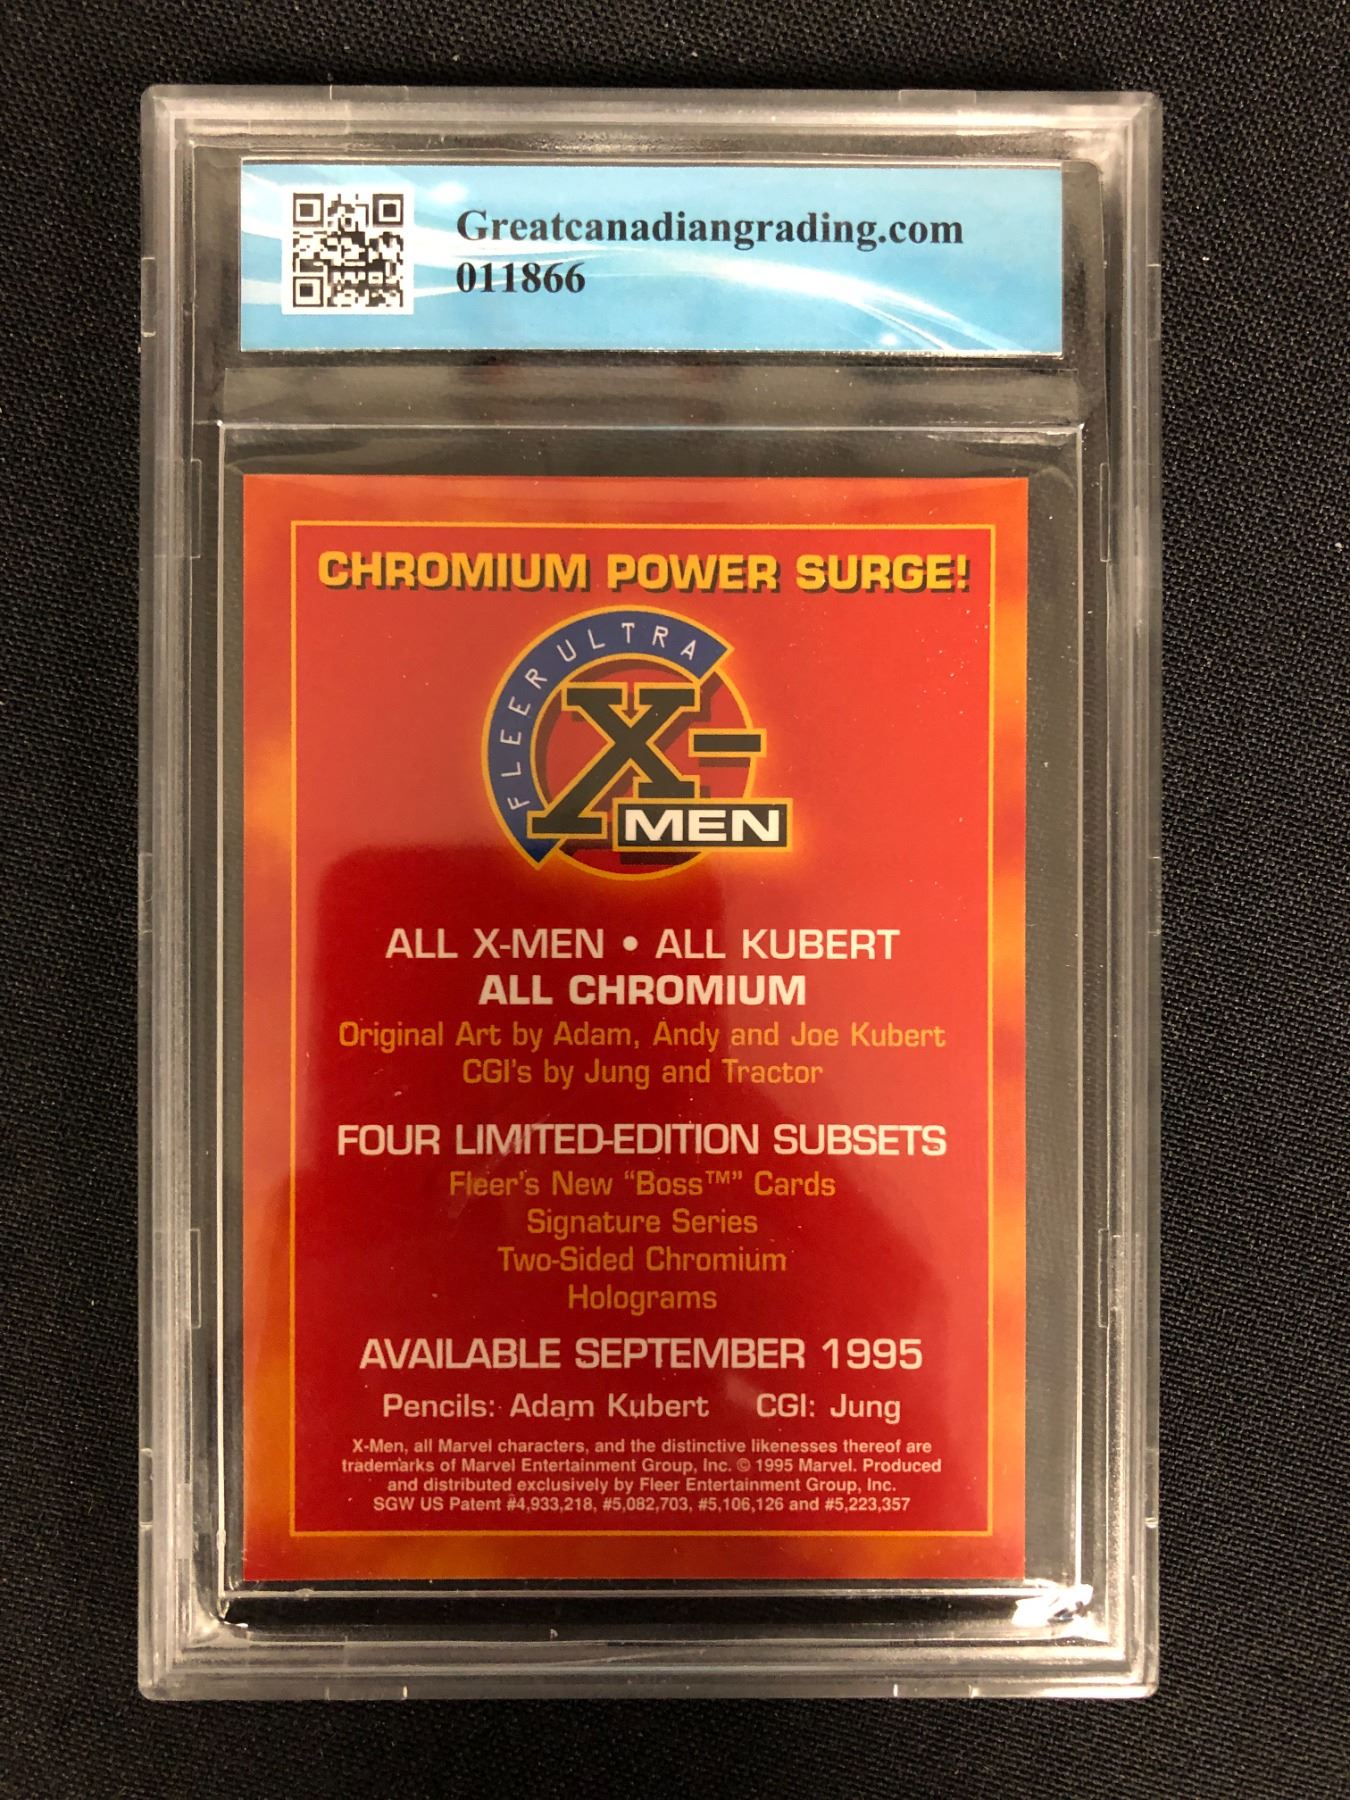 Greatcanadiangrading.com
011866
CHROMIUM POWER SURGE!
FLEER ULTRA
X-
MEN
ALL X-MEN • ALL KUBERT
ALL CHROMIUM
Original Art by Adam, Andy and Joe Kubert
CGI's by Jung and Tractor
FOUR LIMITED-EDITION SUBSETS
Fleer's New "Boss™" Cards
Signature Series
Two-Sided Chromium
Holograms
AVAILABLE SEPTEMBER 1995
Pencils: Adam Kubert CGI: Jung
X-Men, all Marvel characters, and the distinctive likenesses thereof are
trademarks of Marvel Entertainment Group, Inc. © 1995 Marvel. Produced
and distributed exclusively by Fleer Entertainment Group, Inc.
SGW US Patent #4,933,218, #5,082,703, #5,106,126 and #5,223,357